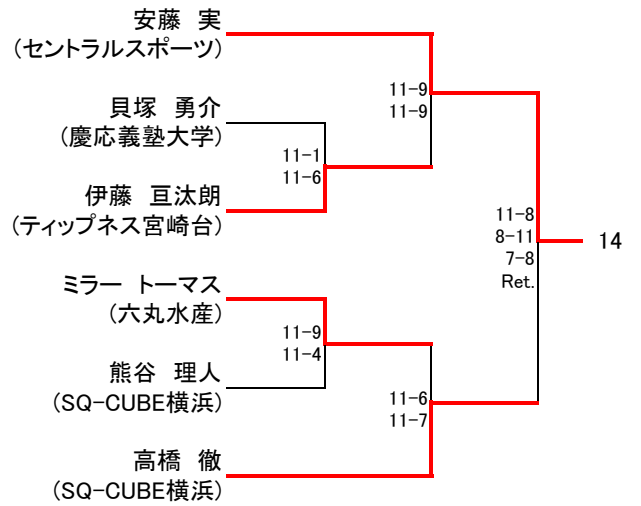 安藤 実
(セントラルスポーツ)
11-9
11-9
貝塚 勇介
(慶応義塾大学)
11-1
11-6
伊藤 亘汰朗
(ティップネス宮崎台)
11-8
8-11
7-8
Ret.
14
ミラー トーマス
(六丸水産)
11-9
11-4
熊谷 理人
(SQ-CUBE横浜)
11-6
11-7
高橋 徹
(SQ-CUBE横浜)